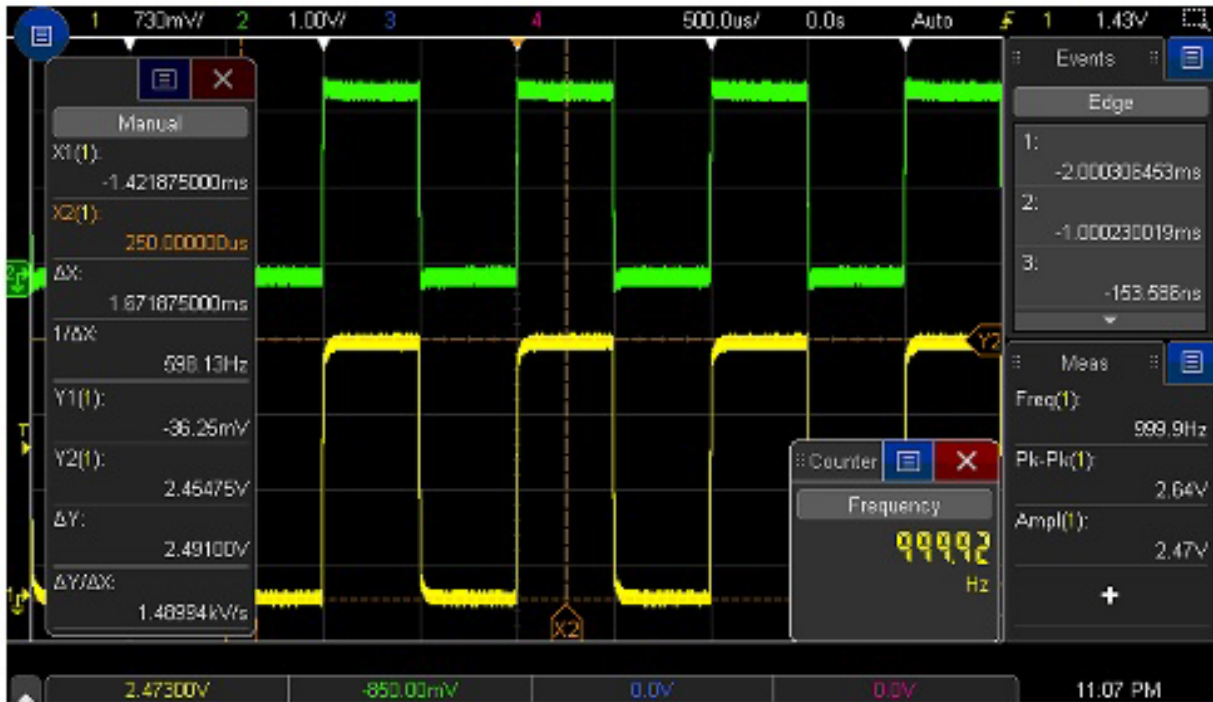 1 730mV/ 2 1.00V/ 3 4 500.0us/ 0.0s Auto 1 1.43V
Manual
X1(1):
-1.421875000ms
X2(1):
250.000000us
ΔX:
1.671875000ms
1/ΔX:
598.13Hz
Y1(1):
-36.25mV
Y2(1):
2.45475V
ΔY:
2.49100V
ΔY/ΔX:
1.48994kV/s
2
T
1
Y2
X2
Counter
Frequency
999.92
Hz
Events
Edge
1:
-2.000306453ms
2:
-1.000230019ms
3:
-153.586ns
Meas
Freq(1):
999.9Hz
Pk-Pk(1):
2.64V
Ampl(1):
2.47V
+
2.47300V -850.00mV 0.0V 0.0V 11:07 PM